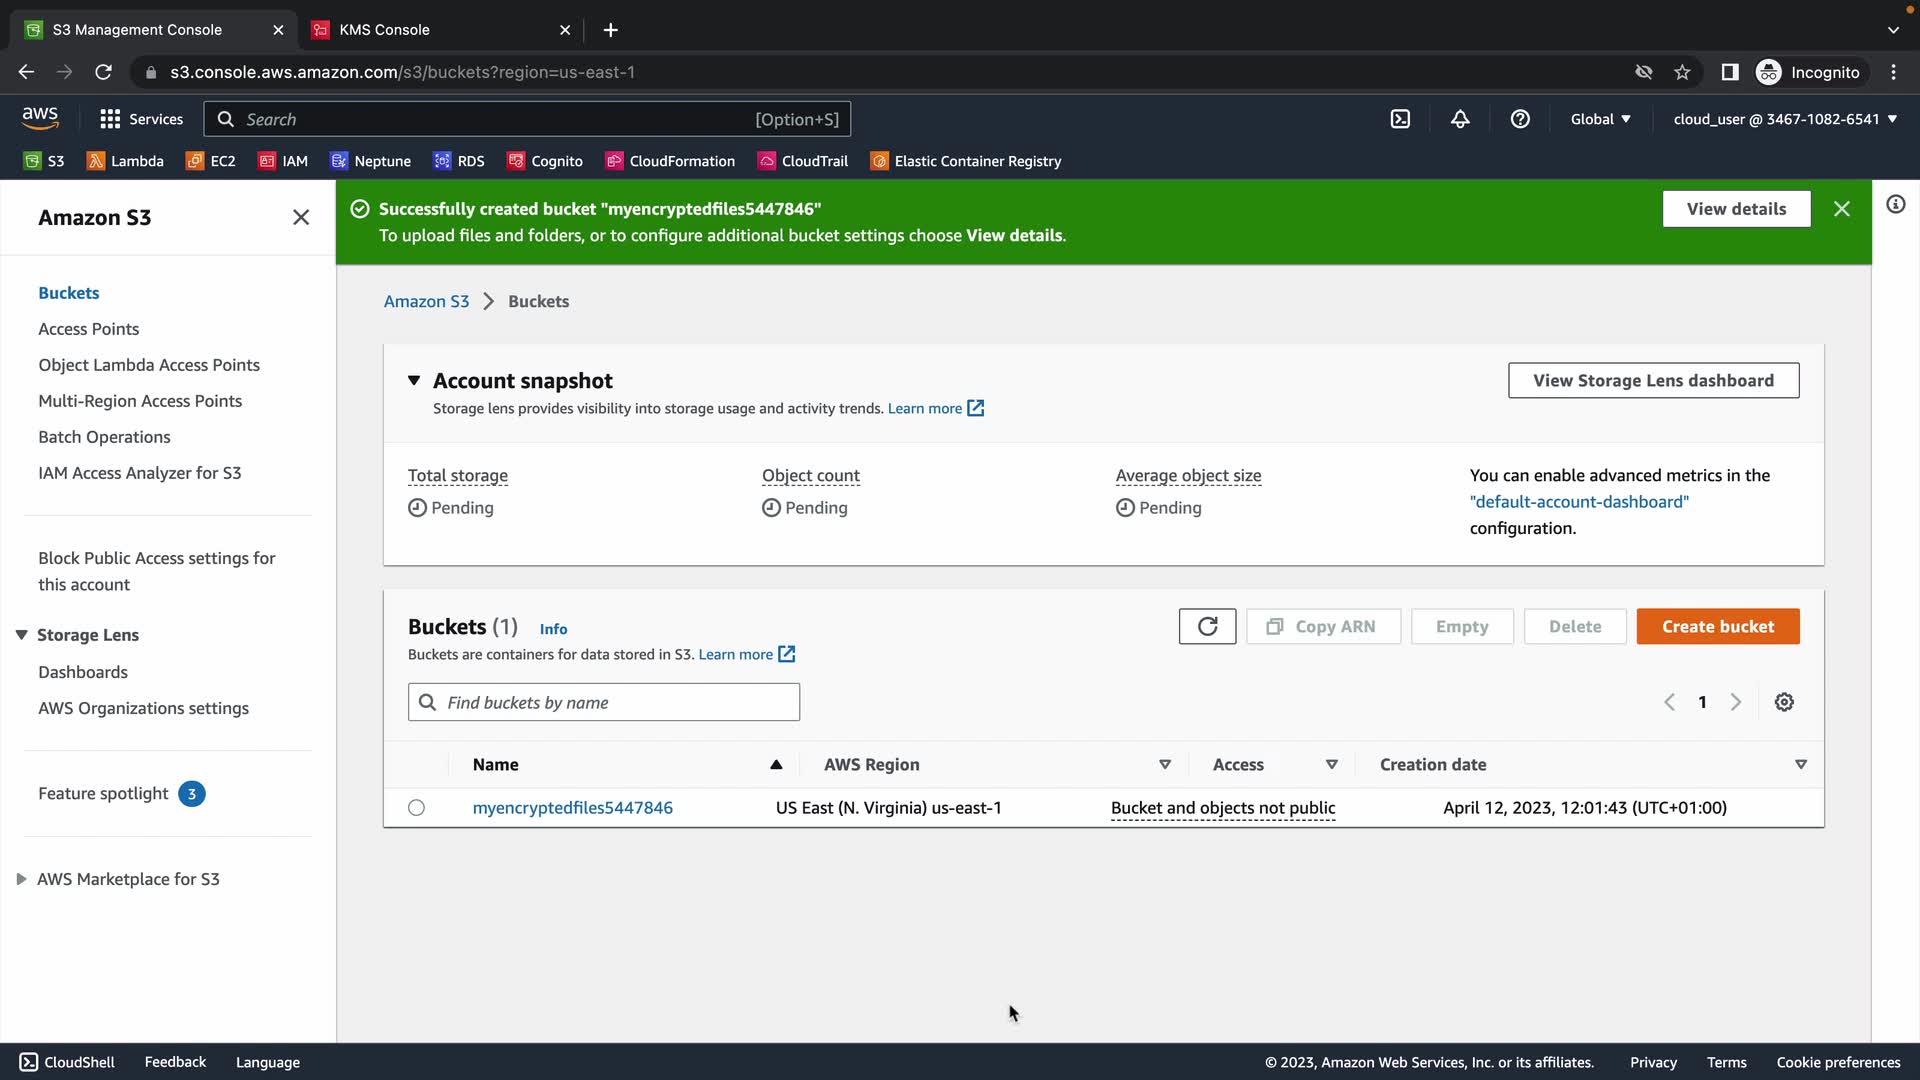 S3 Management Console
KMS Console
s3.console.aws.amazon.com/s3/buckets?region=us-east-1
Incognito
aws
Services
Search
[Option+S]
Global
cloud_user @ 3467-1082-6541
S3
Lambda
EC2
IAM
Neptune
RDS
Cognito
CloudFormation
CloudTrail
Elastic Container Registry
Amazon S3
Buckets
Access Points
Object Lambda Access Points
Multi-Region Access Points
Batch Operations
IAM Access Analyzer for S3
Block Public Access settings for
this account
Storage Lens
Dashboards
AWS Organizations settings
Feature spotlight 3
AWS Marketplace for S3
Successfully created bucket "myencryptedfiles5447846"
To upload files and folders, or to configure additional bucket settings choose View details.
View details
Amazon S3 > Buckets
Account snapshot
Storage lens provides visibility into storage usage and activity trends. Learn more
View Storage Lens dashboard
Total storage
Pending
Object count
Pending
Average object size
Pending
You can enable advanced metrics in the
"default-account-dashboard"
configuration.
Buckets (1) Info
Buckets are containers for data stored in S3. Learn more
Copy ARN
Empty
Delete
Create bucket
Find buckets by name
1
Name
AWS Region
Access
Creation date
myencryptedfiles5447846
US East (N. Virginia) us-east-1
Bucket and objects not public
April 12, 2023, 12:01:43 (UTC+01:00)
CloudShell
Feedback
Language
© 2023, Amazon Web Services, Inc. or its affiliates.
Privacy
Terms
Cookie preferences